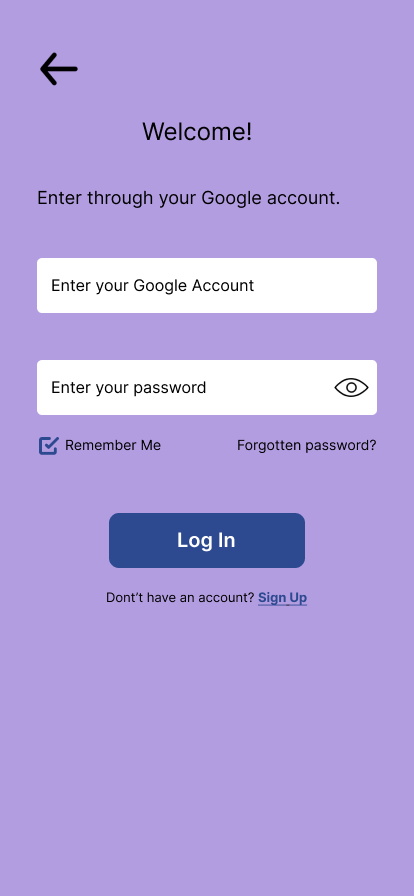 Welcome!
Enter through your Google account.
Enter your Google Account
Enter your password
Remember Me
Forgotten password?
Log In
Dont’t have an account? Sign Up